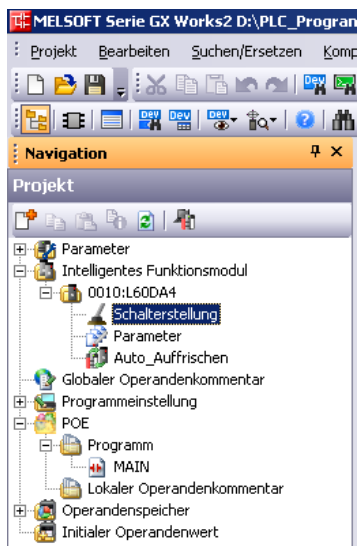 MELSOFT Serie GX Works2 D:\PLC_Progran
Projekt Bearbeiten Suchen/Ersetzen Komp
Navigation
Projekt
Parameter
Intelligentes Funktionsmodul
0010:L60DA4
Schalterstellung
Parameter
Auto_Auffrischen
Globaler Operandenkommentar
Programmeinstellung
POE
Programm
MAIN
Lokaler Operandenkommentar
Operandenspeicher
Initialer Operandenwert